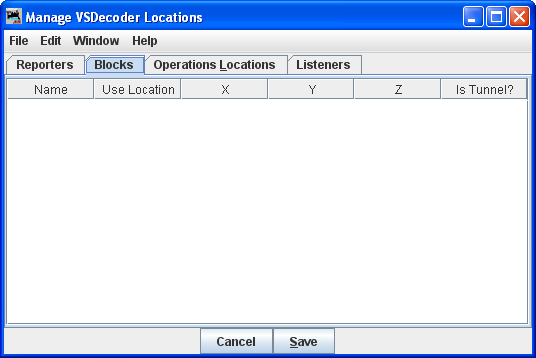 Manage VSDecoder Locations
File Edit Window Help
Reporters Blocks Operations Locations Listeners
Name Use Location X Y Z Is Tunnel?
Cancel Save